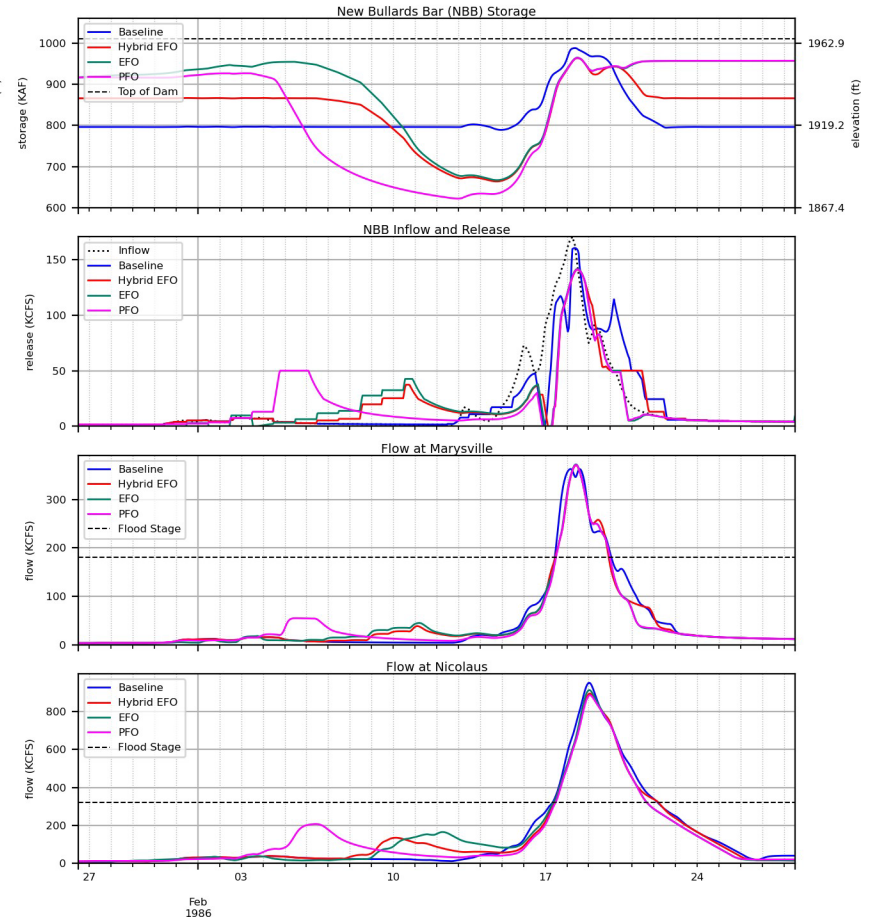 New Bullards Bar (NBB) Storage
Baseline
Hybrid EFO
EFO
PFO
Top of Dam
storage (KAF)
1000
900
800
700
600
elevation (ft)
1962.9
1919.2
1867.4
NBB Inflow and Release
Inflow
Baseline
Hybrid EFO
EFO
PFO
release (KCFS)
150
100
50
0
Flow at Marysville
Baseline
Hybrid EFO
EFO
PFO
Flood Stage
flow (KCFS)
300
200
100
0
Flow at Nicolaus
Baseline
Hybrid EFO
EFO
PFO
Flood Stage
flow (KCFS)
800
600
400
200
0
27 03 10 17 24
Feb
1986